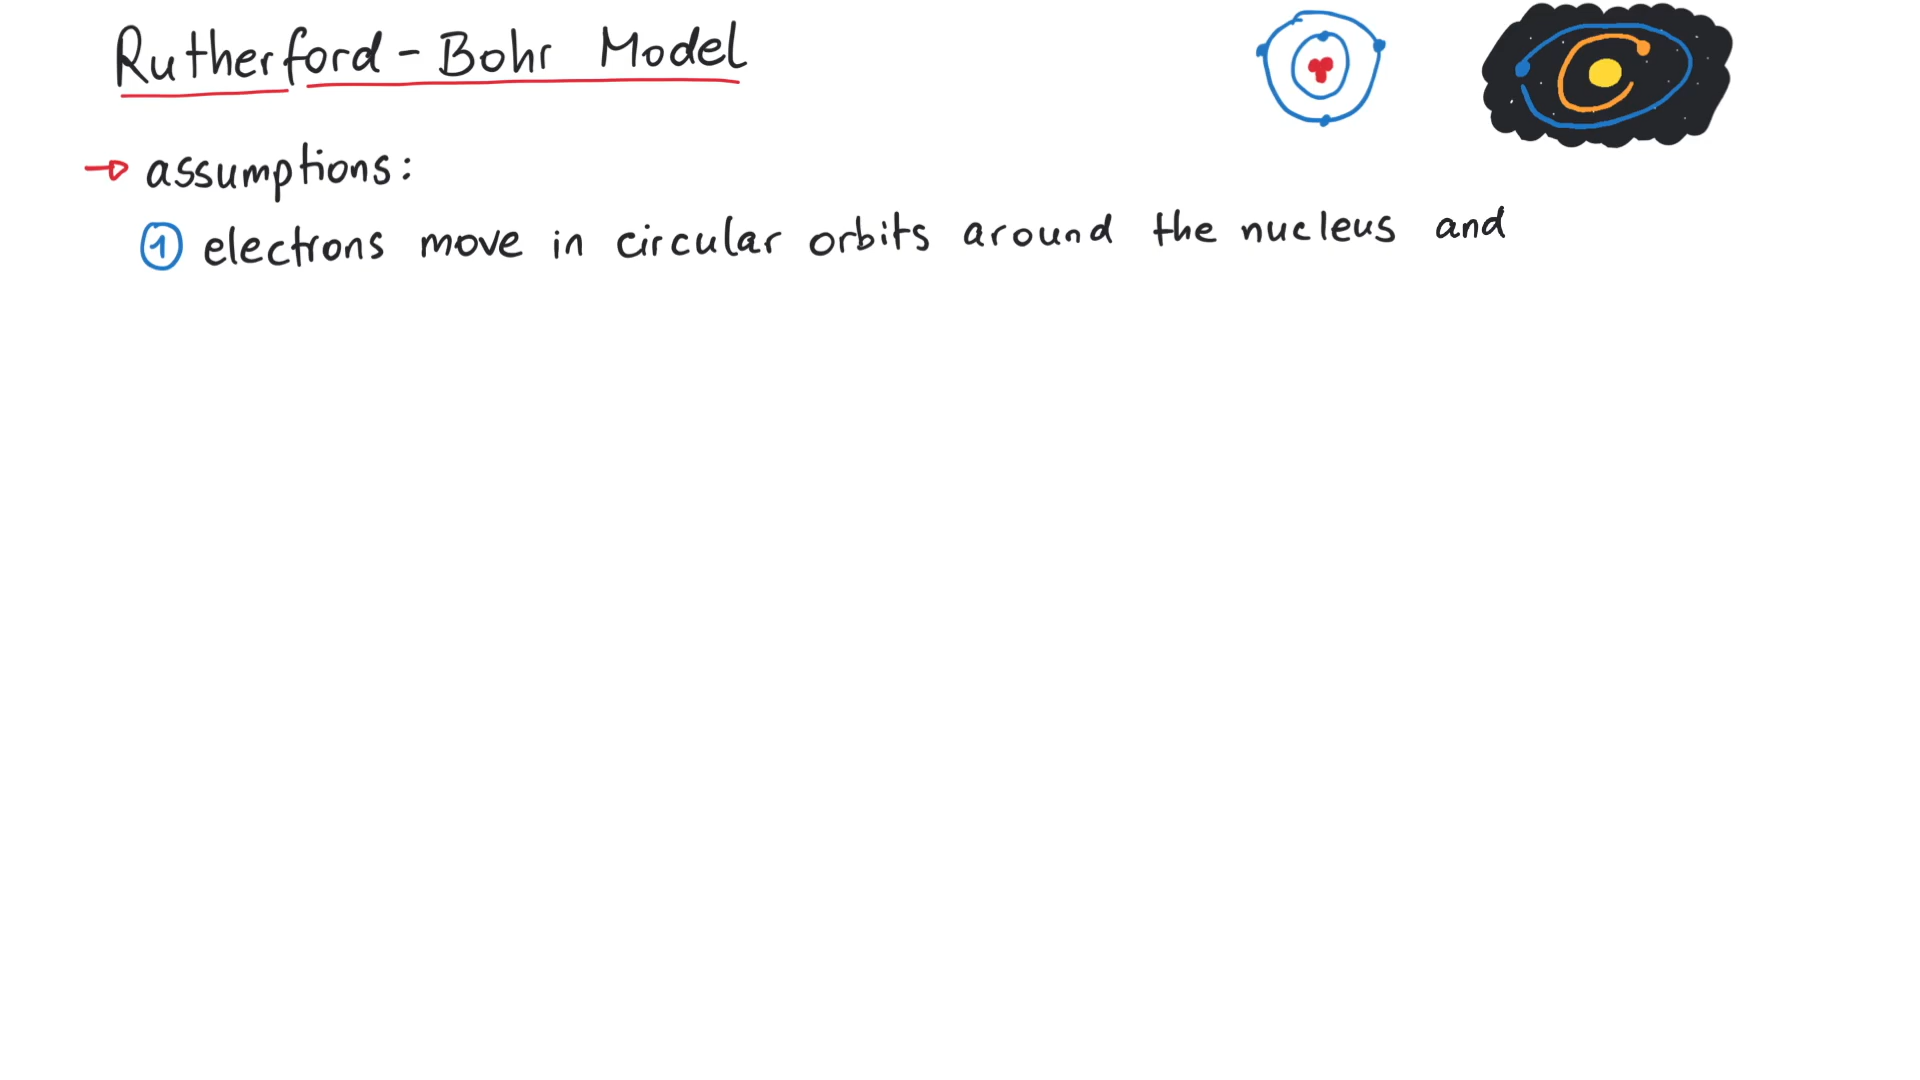 Rutherford - Bohr Model
→ assumptions:
1 electrons move in circular orbits around the nucleus and